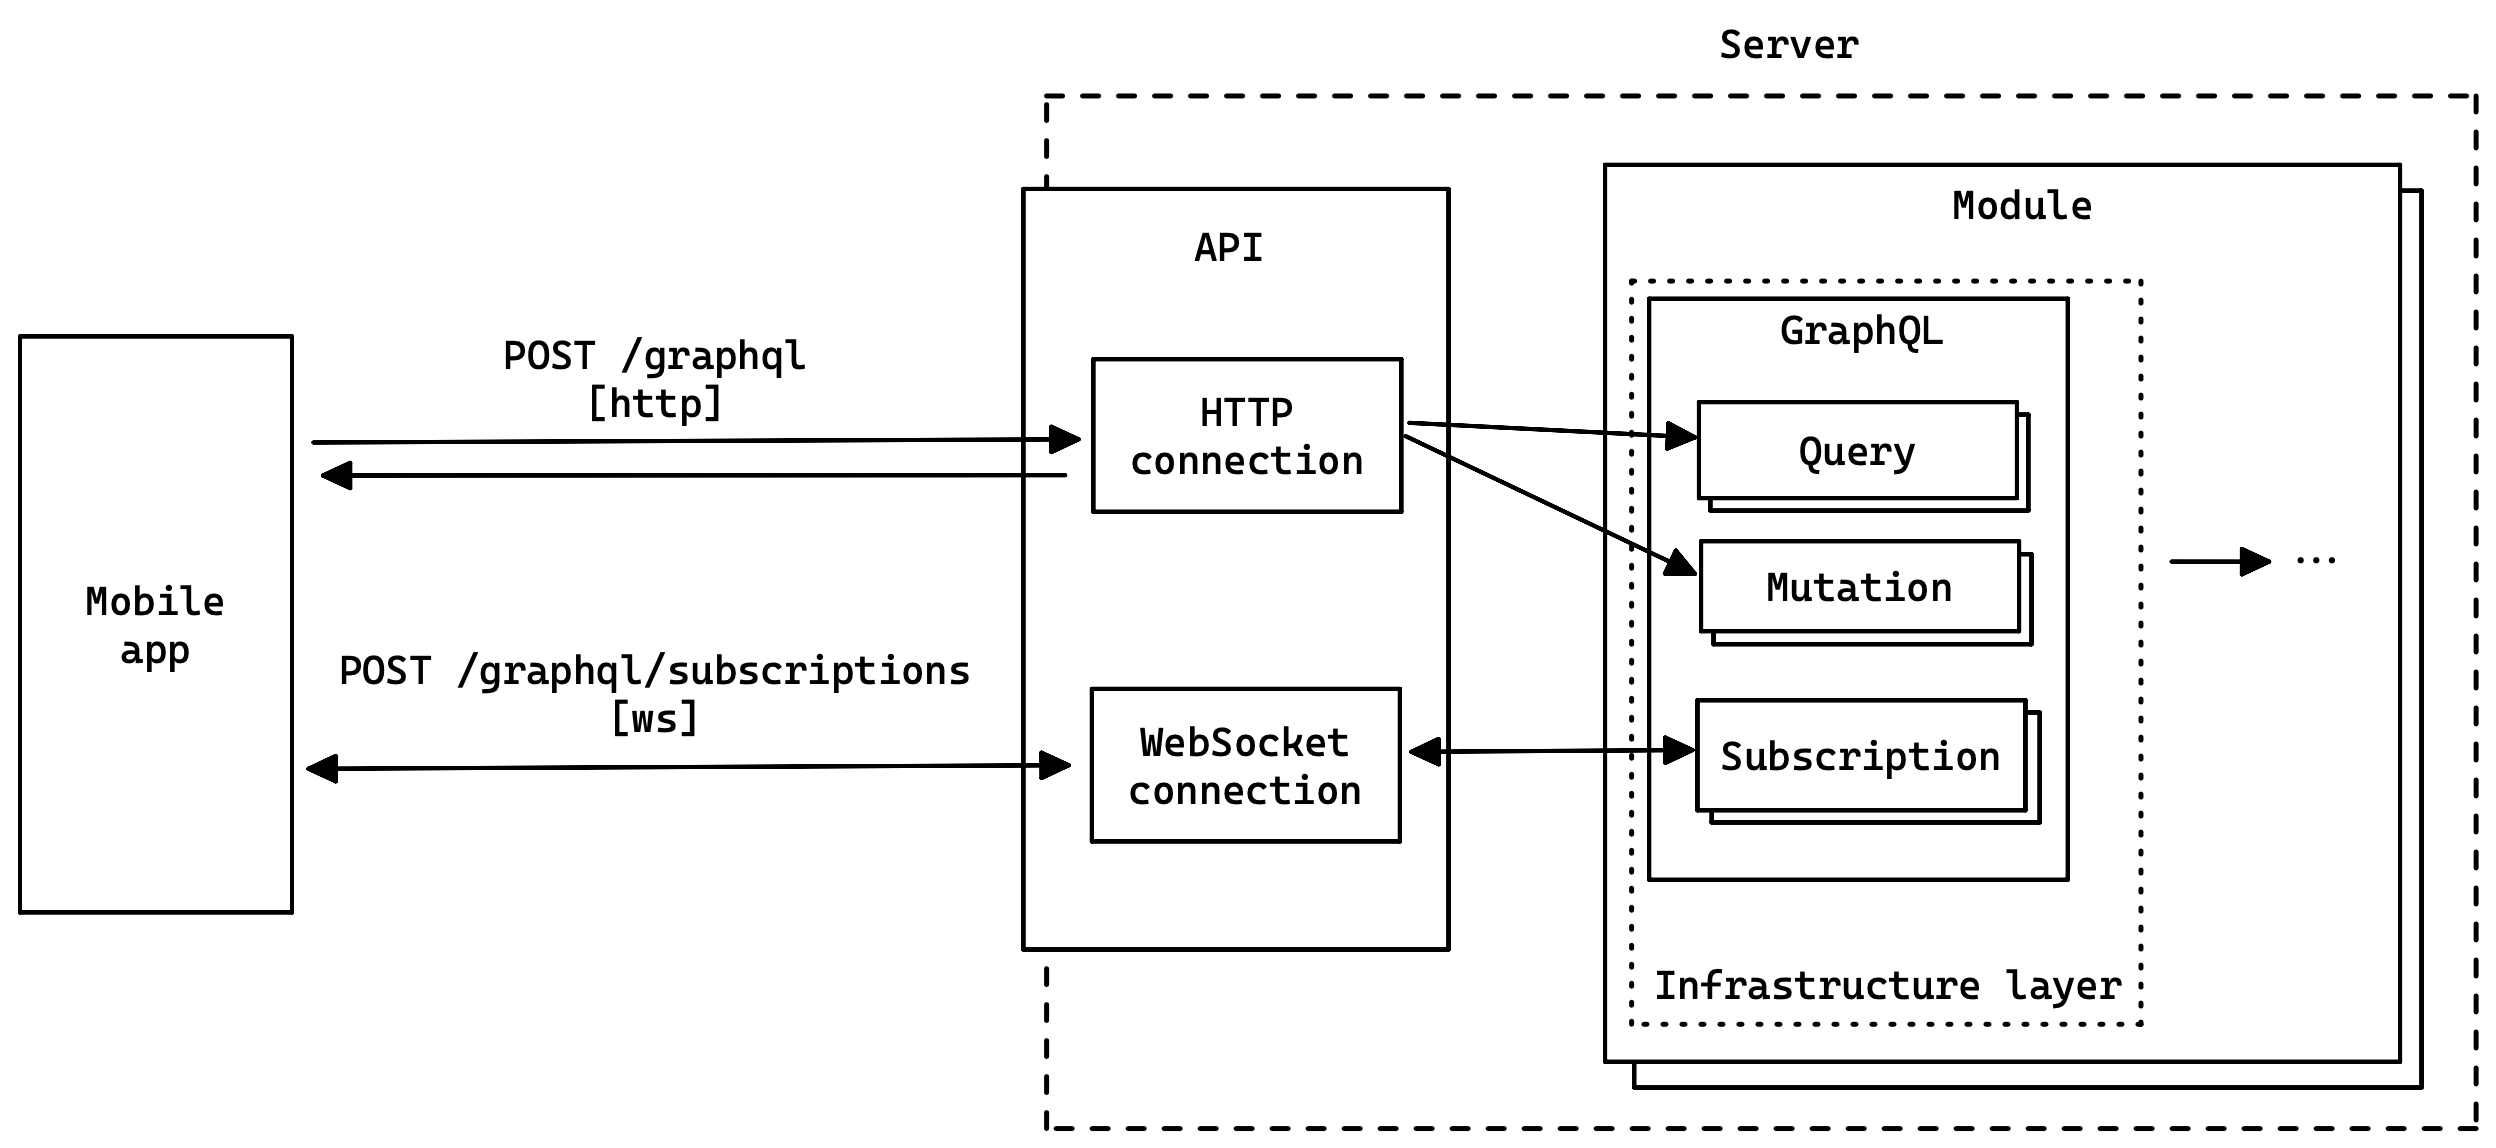 Server
Module
API
GraphQL
POST /graphql
[http]
HTTP
connection
Query
Mutation
...
Mobile
app
POST /graphql/subscriptions
[ws]
WebSocket
connection
Subscription
Infrastructure layer